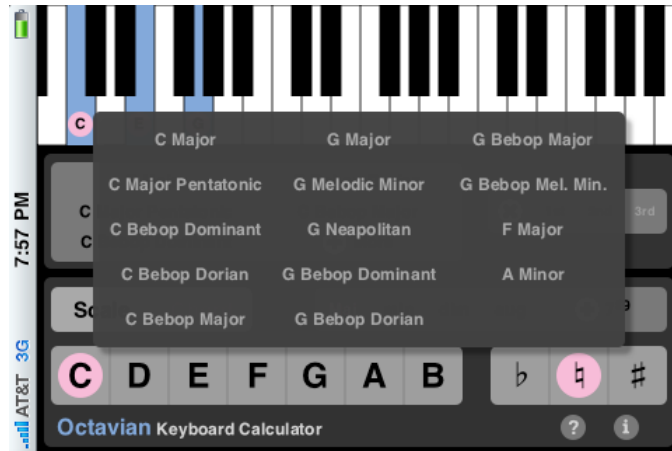 C
C Major G Major G Bebop Major
C Major Pentatonic G Melodic Minor G Bebop Mel. Min.
C Bebop Dominant G Neapolitan F Major
C Bebop Dorian G Bebop Dominant A Minor
C Bebop Major G Bebop Dorian
C
3rd
C
9
C D E F G A B ♭ ♮ ♯
Octavian Keyboard Calculator ? i
AT&T 3G 7:57 PM